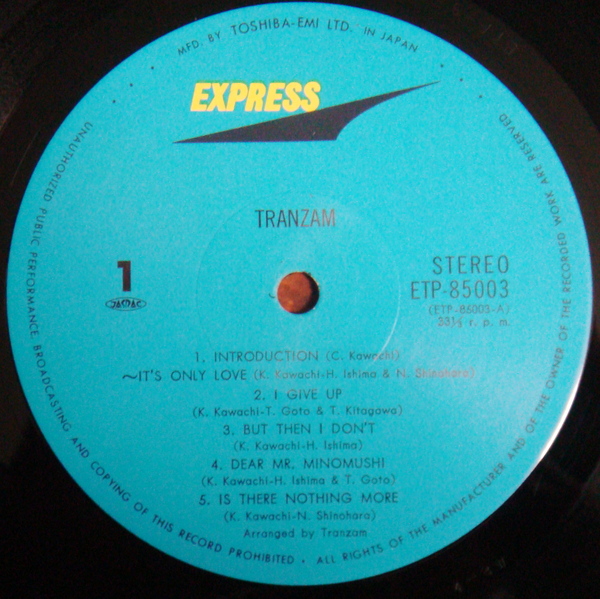 MFD. BY TOSHIBA-EMI LTD. IN JAPAN
EXPRESS
TRANZAM
1
JASRAC
STEREO
ETP-85003
(ETP-85003-A)
33⅓ r. p. m.
1. INTRODUCTION (C. Kawachi)
~IT'S ONLY LOVE (K. Kawachi-H. Ishima & N. Shinohara)
2. I GIVE UP
(K. Kawachi-T. Goto & T. Kitagawa)
3. BUT THEN I DON'T
(K. Kawachi-H. Ishima)
4. DEAR MR. MINOMUSHI
(K. Kawachi-H. Ishima & T. Goto)
5. IS THERE NOTHING MORE
(K. Kawachi-N. Shinohara)
Arranged by Tranzam
UNAUTHORIZED PUBLIC PERFORMANCE, BROADCASTING AND COPYING OF THIS RECORD PROHIBITED · ALL RIGHTS OF THE MANUFACTURER AND OF THE OWNER OF THE RECORDED WORK ARE RESERVED